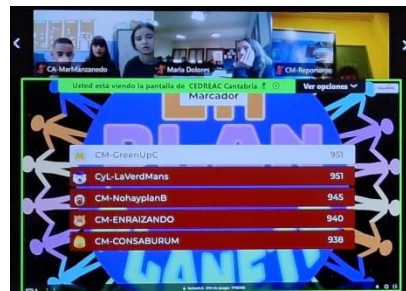 CA-MarManzanedo
Maria Dolores
CM-Reporteros
Usted está viendo la pantalla de CEDREAC Cantabria
Ver opciones
Marcador
PLAN
CM-GreenUpC 951
CyL-LaVerdMans 951
CM-NohayplanB 945
CM-ENRAIZANDO 940
CM-CONSABURUM 938